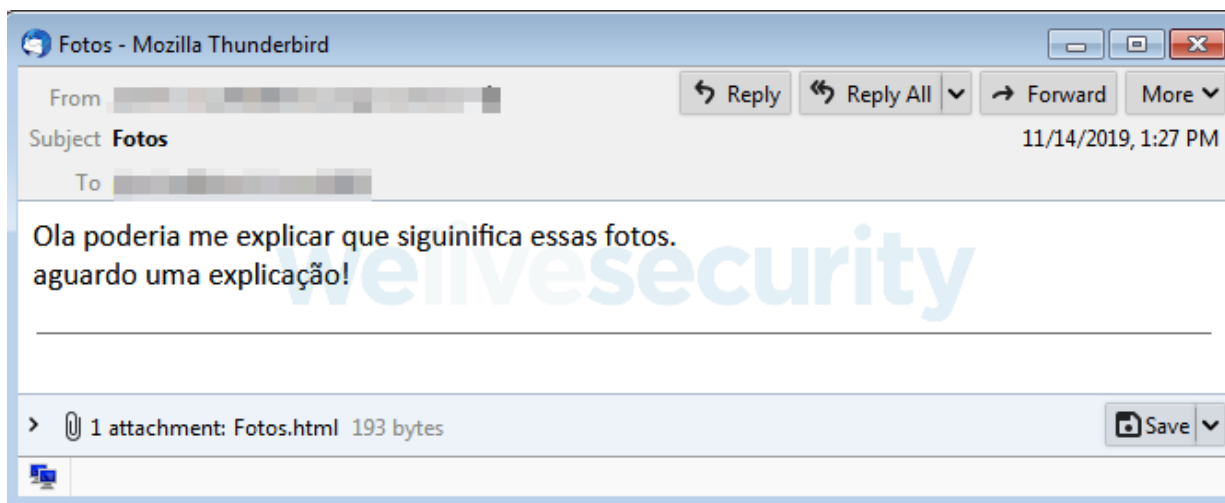 Fotos - Mozilla Thunderbird
From
Reply
Reply All
Forward
More
Subject Fotos
11/14/2019, 1:27 PM
To
Ola poderia me explicar que siguinifica essas fotos.
aguardo uma explicação!
welivesecurity
1 attachment: Fotos.html 193 bytes
Save